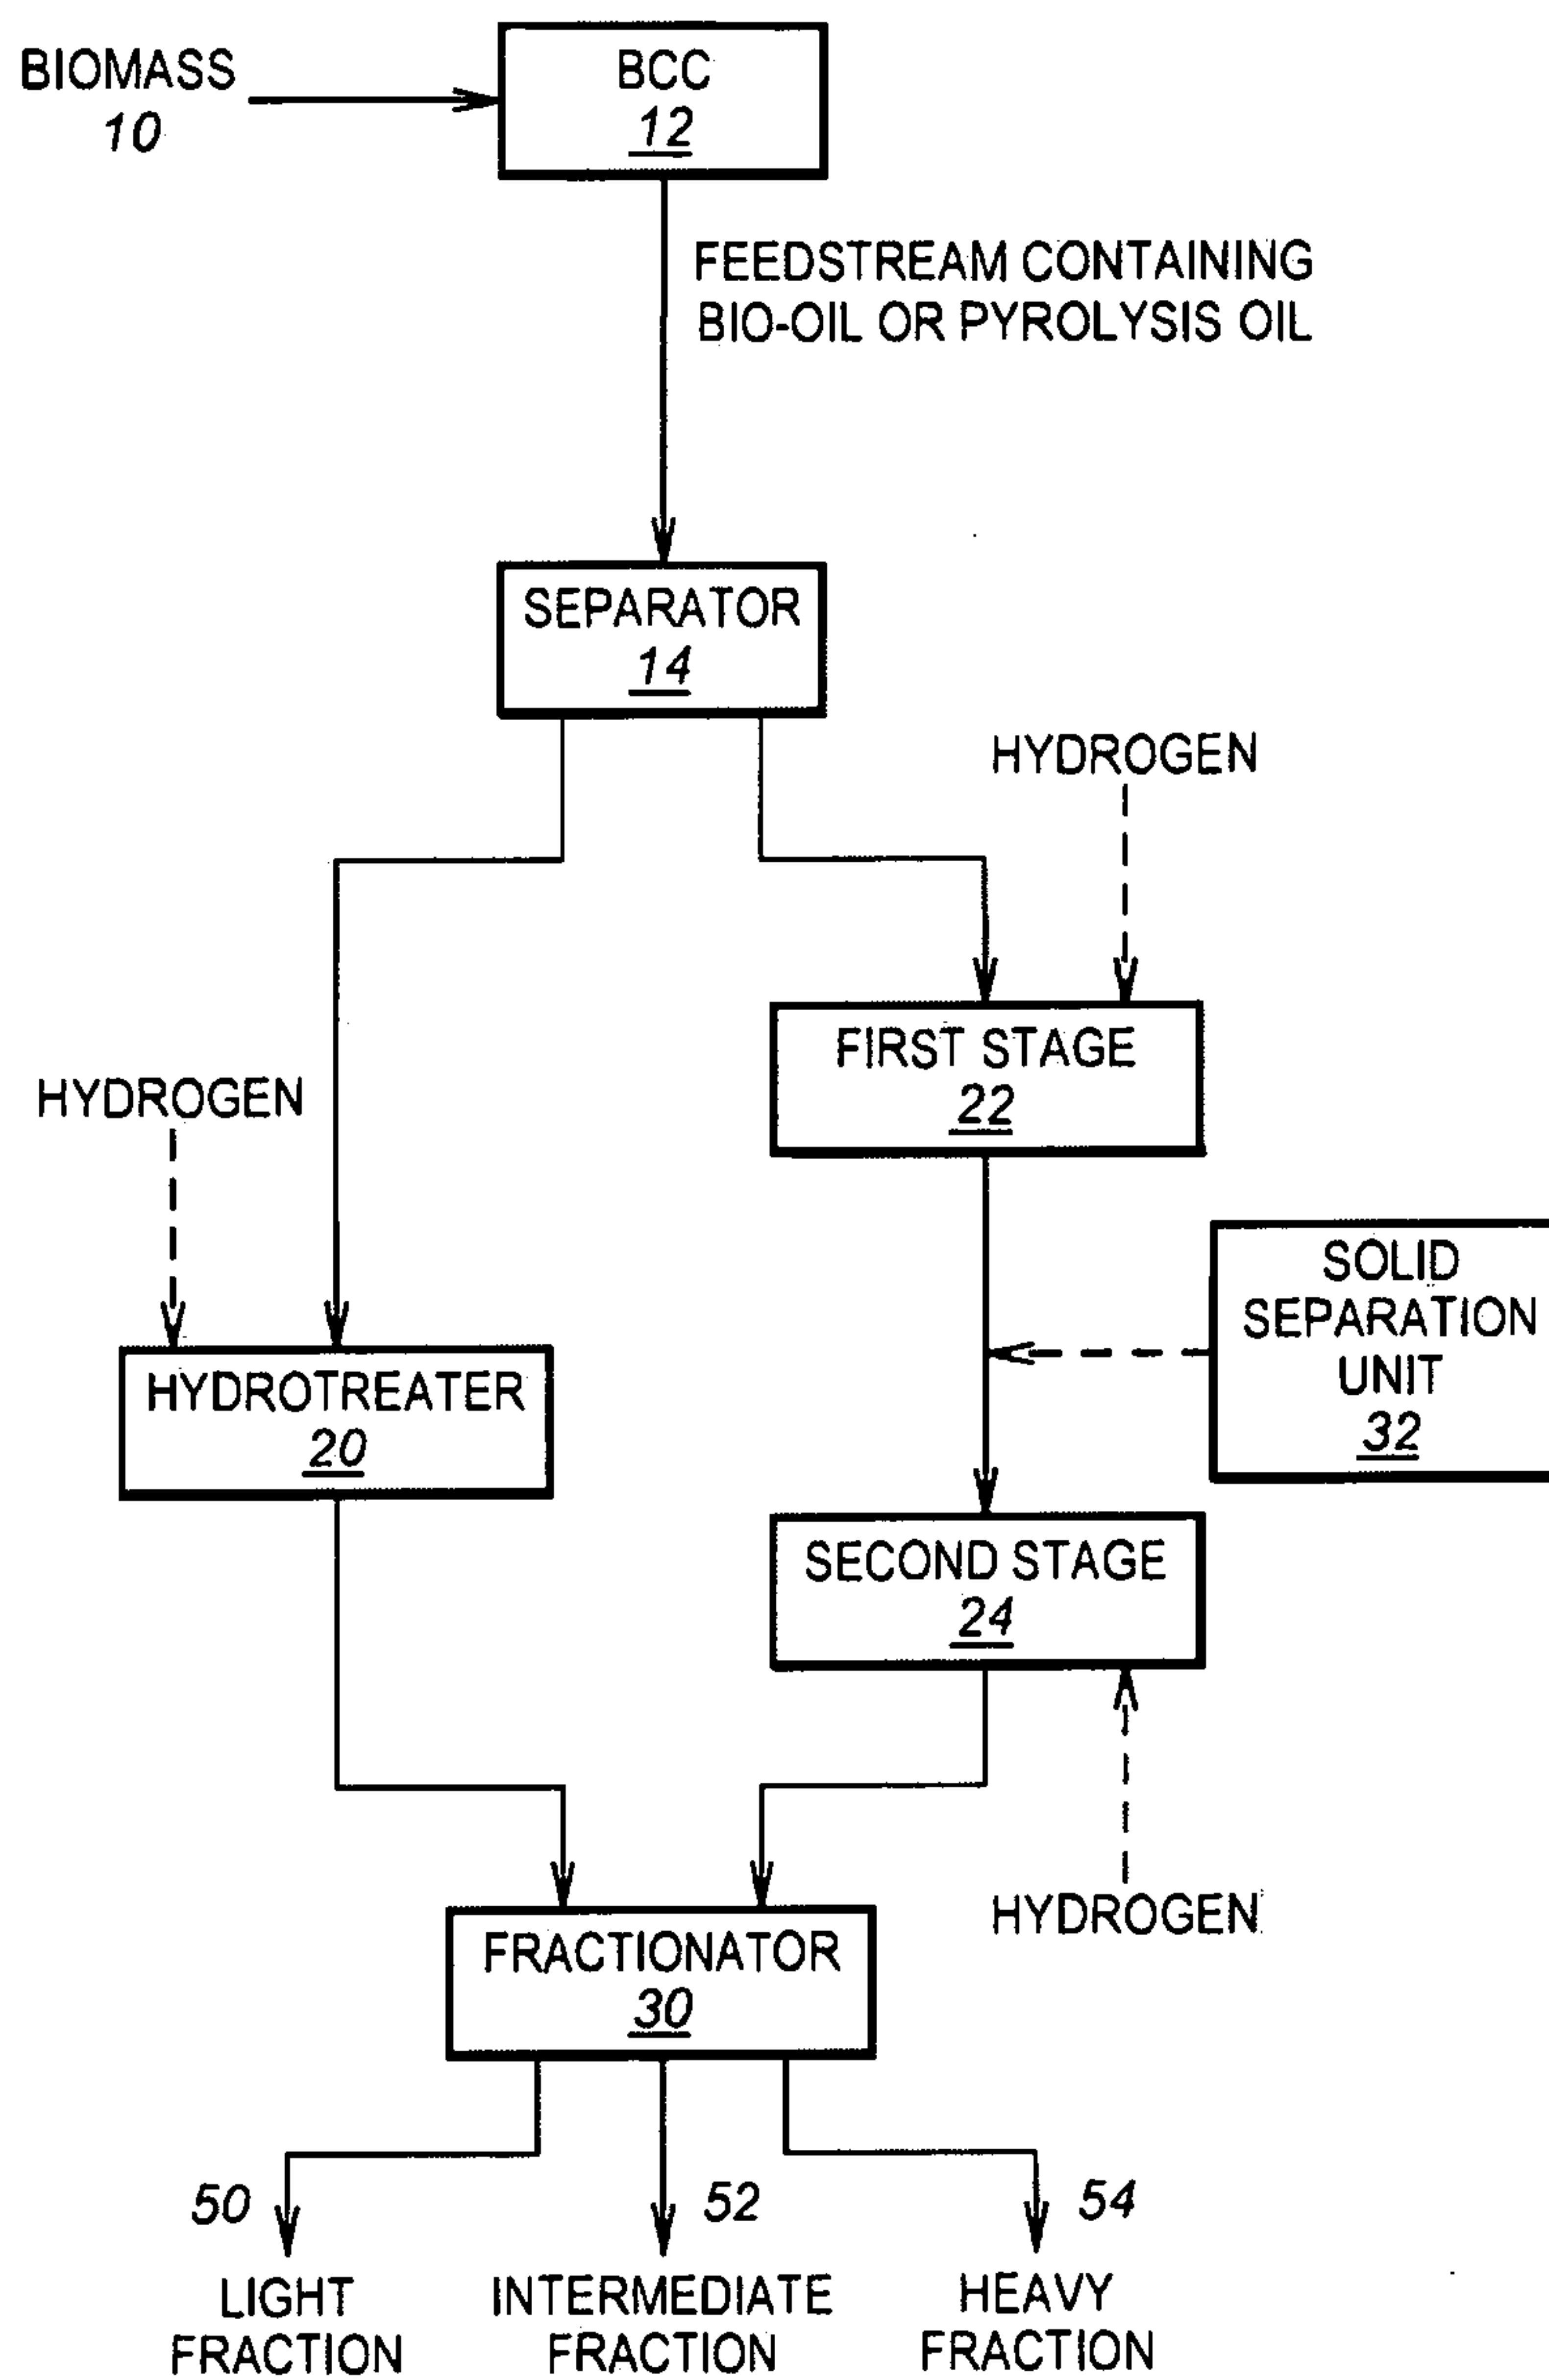 BIOMASS
10
BCC
12
FEEDSTREAM CONTAINING
BIO-OIL OR PYROLYSIS OIL
SEPARATOR
14
HYDROGEN
FIRST STAGE
22
HYDROGEN
SOLID
SEPARATION
UNIT
32
HYDROTREATER
20
SECOND STAGE
24
HYDROGEN
FRACTIONATOR
30
50
52
54
LIGHT
FRACTION
INTERMEDIATE
FRACTION
HEAVY
FRACTION